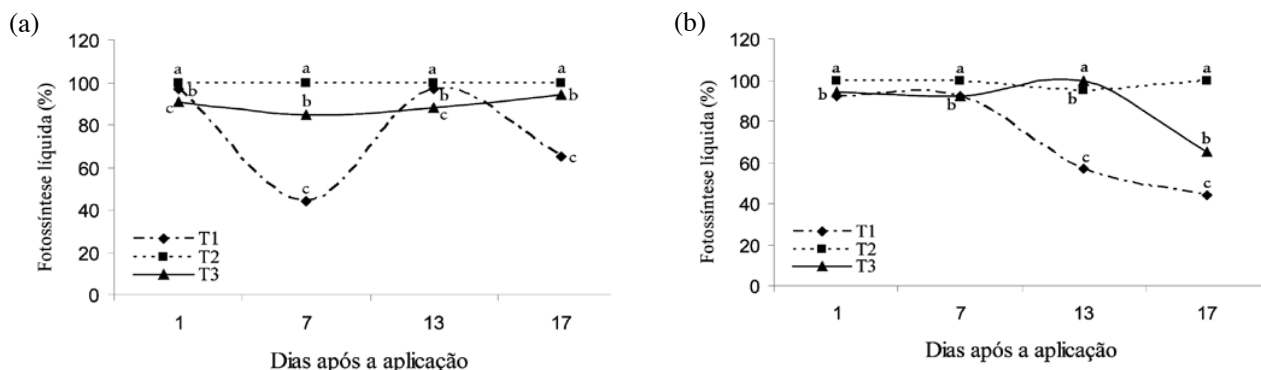 (a)
Fotossíntese líquida (%)
120
100
80
60
40
20
0
a
a
a
a
b
b
b
b
c
c
c
c
T1
T2
T3
1 7 13 17
Dias após a aplicação
(b)
Fotossíntese líquida (%)
120
100
80
60
40
20
0
a
a
a
a
b
b
b
b
c
c
T1
T2
T3
1 7 13 17
Dias após a aplicação